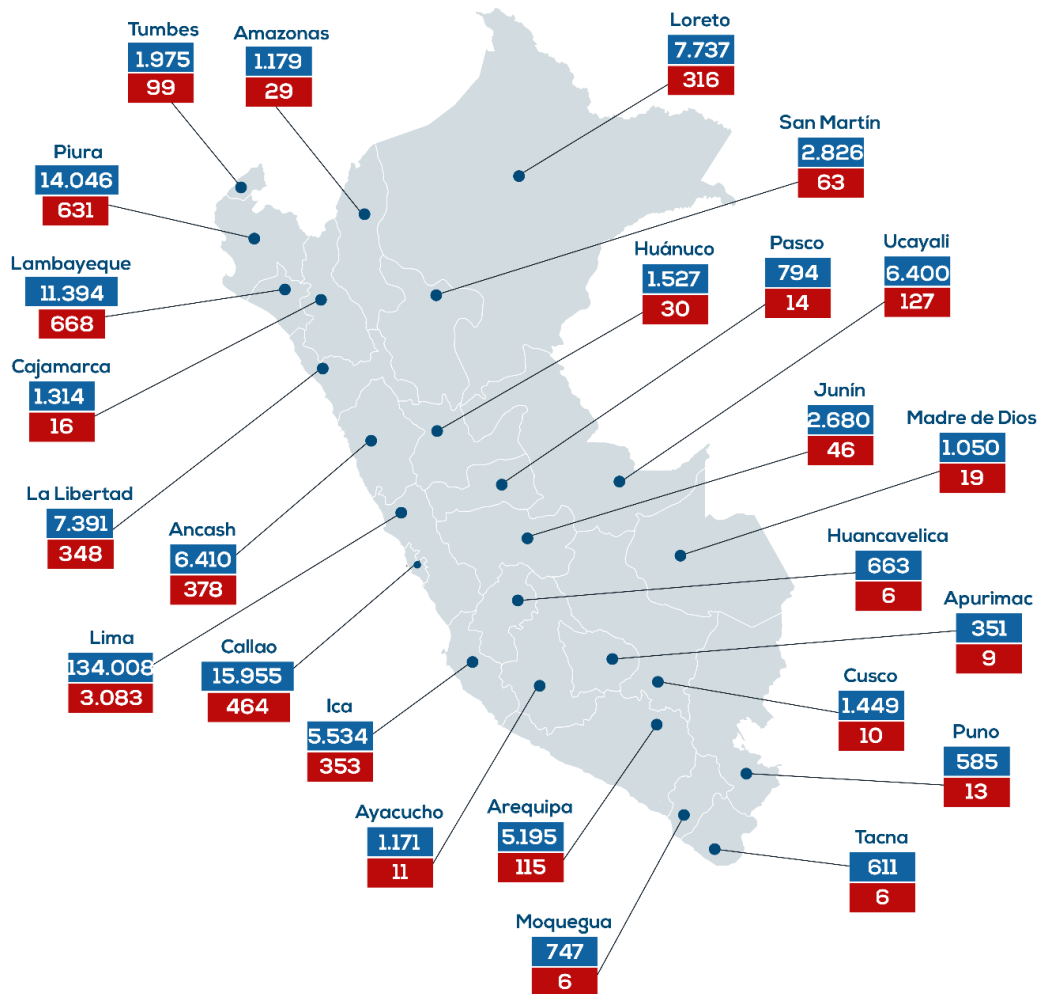 Tumbes
1.975
99
Amazonas
1.179
29
Loreto
7.737
316
San Martín
2.826
63
Piura
14.046
631
Lambayeque
11.394
668
Huánuco
1.527
30
Pasco
794
14
Ucayali
6.400
127
Cajamarca
1.314
16
Junín
2.680
46
Madre de Dios
1.050
19
La Libertad
7.391
348
Ancash
6.410
378
Huancavelica
663
6
Apurimac
351
9
Lima
134.008
3.083
Callao
15.955
464
Ica
5.534
353
Cusco
1.449
10
Puno
585
13
Ayacucho
1.171
11
Arequipa
5.195
115
Tacna
611
6
Moquegua
747
6